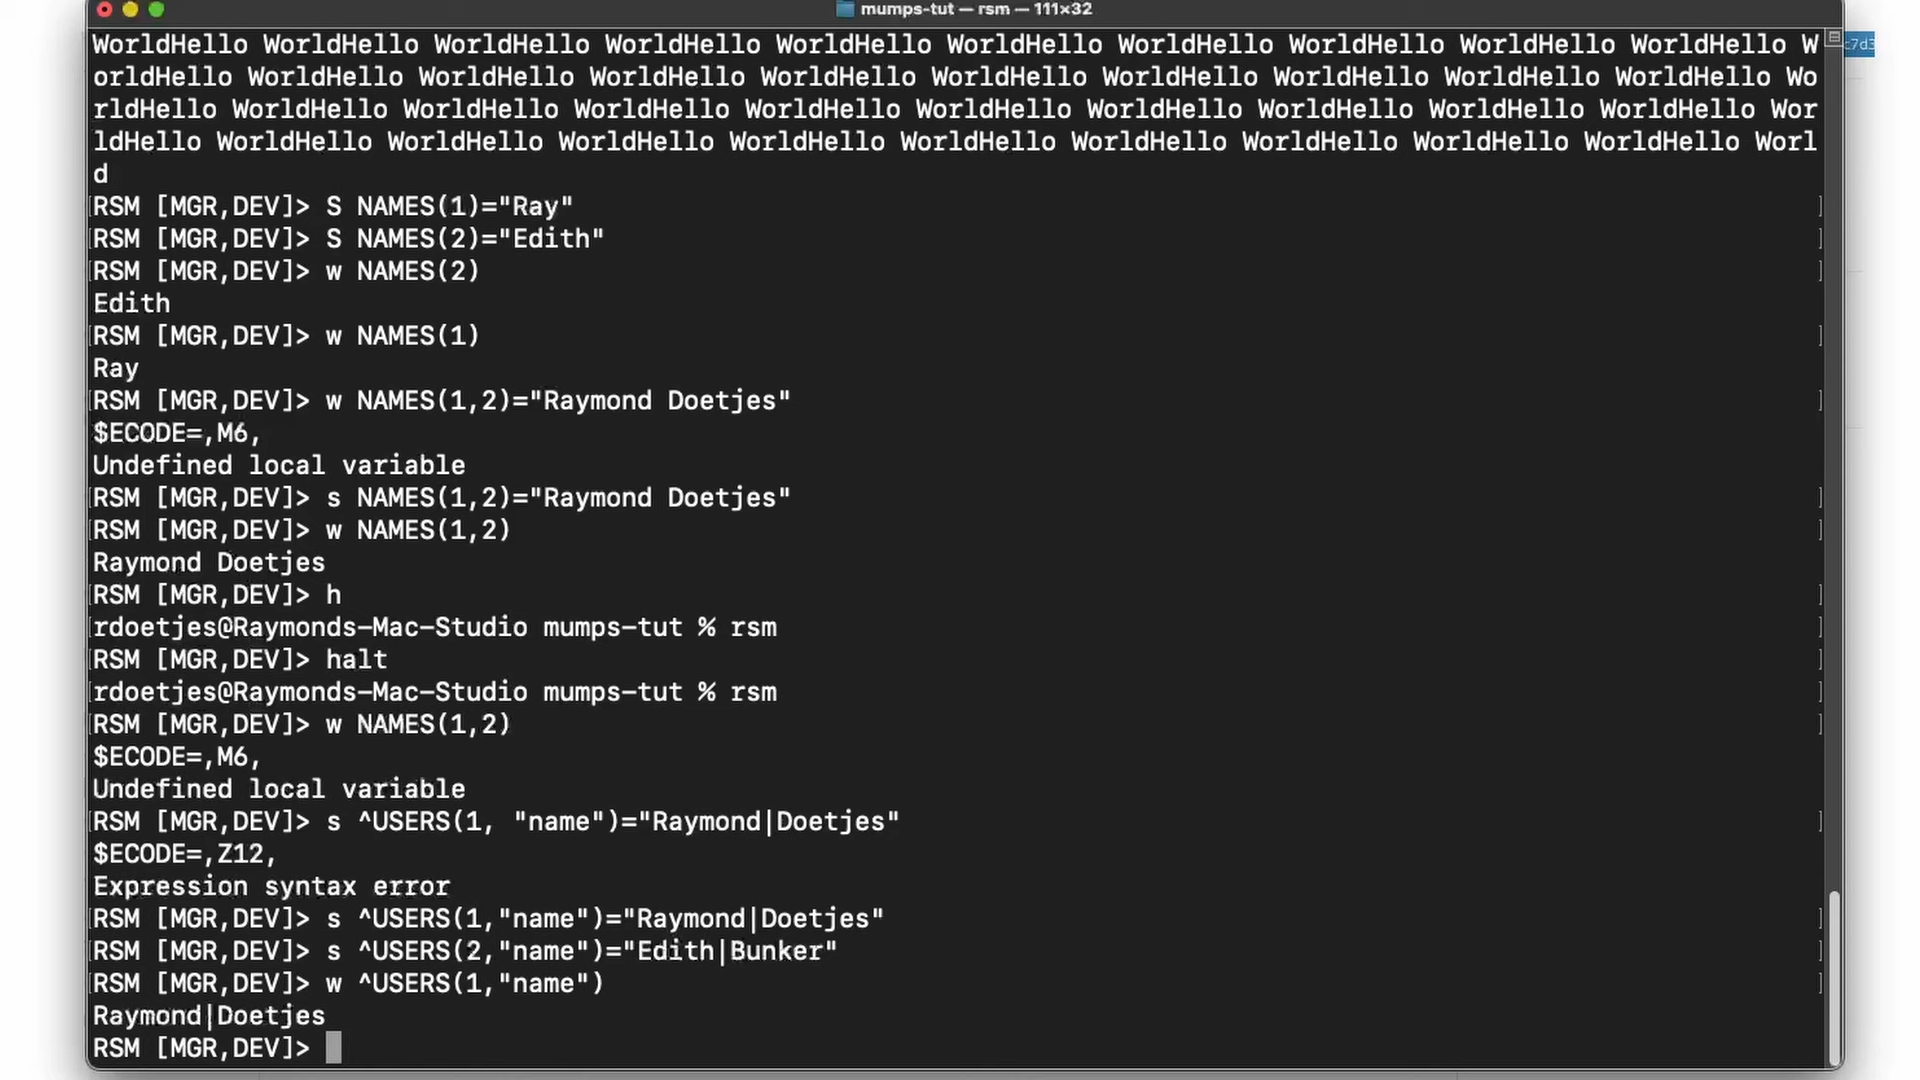 mumps-tut — rsm — 111×32
WorldHello WorldHello WorldHello WorldHello WorldHello WorldHello WorldHello WorldHello WorldHello WorldHello W
orldHello WorldHello WorldHello WorldHello WorldHello WorldHello WorldHello WorldHello WorldHello WorldHello Wo
rldHello WorldHello WorldHello WorldHello WorldHello WorldHello WorldHello WorldHello WorldHello WorldHello Wor
ldHello WorldHello WorldHello WorldHello WorldHello WorldHello WorldHello WorldHello WorldHello WorldHello Worl
d
RSM [MGR,DEV]> S NAMES(1)="Ray"
RSM [MGR,DEV]> S NAMES(2)="Edith"
RSM [MGR,DEV]> w NAMES(2)
Edith
RSM [MGR,DEV]> w NAMES(1)
Ray
RSM [MGR,DEV]> w NAMES(1,2)="Raymond Doetjes"
$ECODE=,M6,
Undefined local variable
RSM [MGR,DEV]> s NAMES(1,2)="Raymond Doetjes"
RSM [MGR,DEV]> w NAMES(1,2)
Raymond Doetjes
RSM [MGR,DEV]> h
rdoetjes@Raymonds-Mac-Studio mumps-tut % rsm
RSM [MGR,DEV]> halt
rdoetjes@Raymonds-Mac-Studio mumps-tut % rsm
RSM [MGR,DEV]> w NAMES(1,2)
$ECODE=,M6,
Undefined local variable
RSM [MGR,DEV]> s ^USERS(1, "name")="Raymond|Doetjes"
$ECODE=,Z12,
Expression syntax error
RSM [MGR,DEV]> s ^USERS(1,"name")="Raymond|Doetjes"
RSM [MGR,DEV]> s ^USERS(2,"name")="Edith|Bunker"
RSM [MGR,DEV]> w ^USERS(1,"name")
Raymond|Doetjes
RSM [MGR,DEV]>